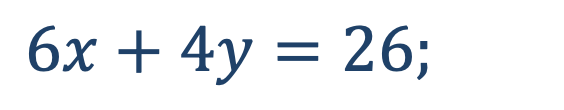 6x + 4y = 26;